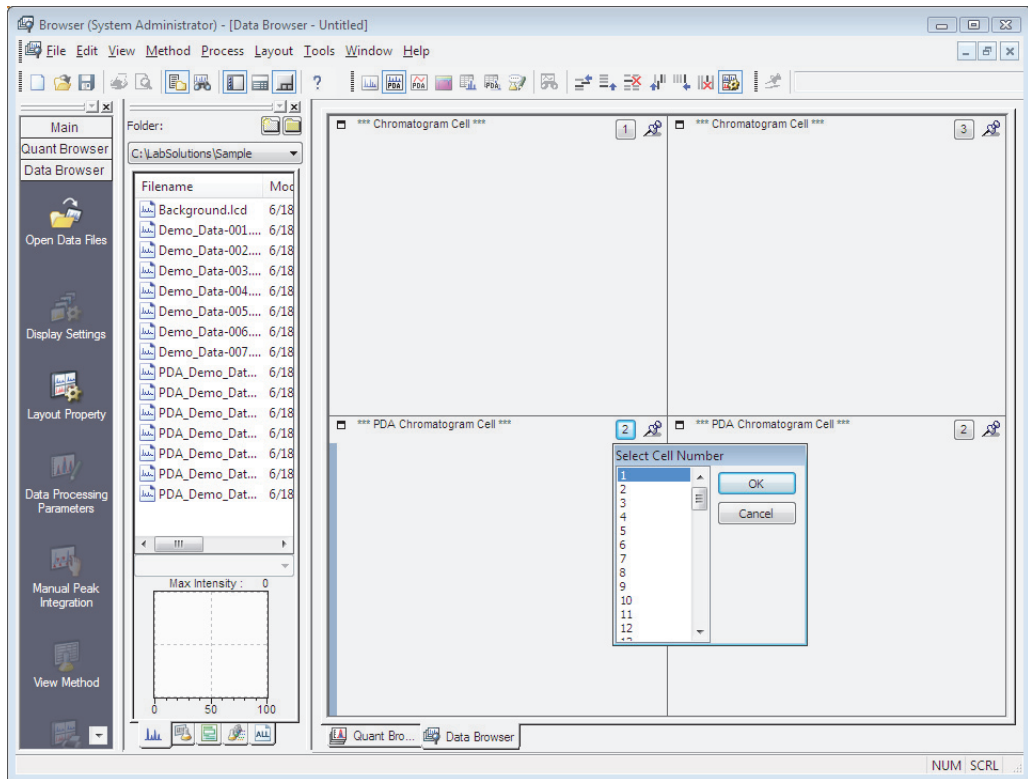 Browser (System Administrator) - [Data Browser - Untitled]
File Edit View Method Process Layout Tools Window Help
Main
Quant Browser
Data Browser
Open Data Files
Display Settings
Layout Property
Data Processing
Parameters
Manual Peak
Integration
View Method
Folder:
C:\LabSolutions\Sample
Filename Mod
Background.lcd 6/18
Demo_Data-001.... 6/18
Demo_Data-002.... 6/18
Demo_Data-003.... 6/18
Demo_Data-004.... 6/18
Demo_Data-005.... 6/18
Demo_Data-006.... 6/18
Demo_Data-007.... 6/18
PDA_Demo_Dat... 6/18
PDA_Demo_Dat... 6/18
PDA_Demo_Dat... 6/18
PDA_Demo_Dat... 6/18
PDA_Demo_Dat... 6/18
PDA_Demo_Dat... 6/18
PDA_Demo_Dat... 6/18
Max Intensity : 0
0 50 100
ALL
*** Chromatogram Cell *** 1
*** Chromatogram Cell *** 3
*** PDA Chromatogram Cell *** 2
*** PDA Chromatogram Cell *** 2
Select Cell Number
1
2
3
4
5
6
7
8
9
10
11
12
OK
Cancel
Quant Bro... Data Browser
NUM SCRL